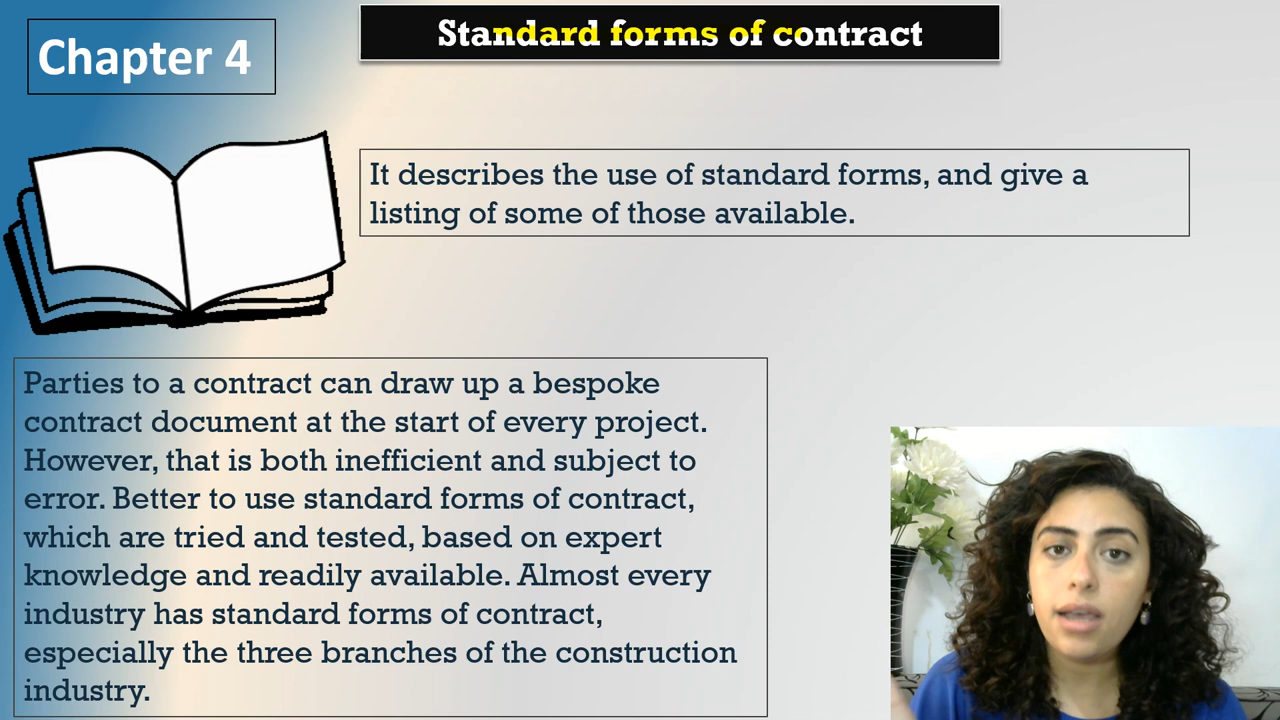 Chapter 4
Standard forms of contract
It describes the use of standard forms, and give a
listing of some of those available.
Parties to a contract can draw up a bespoke
contract document at the start of every project.
However, that is both inefficient and subject to
error. Better to use standard forms of contract,
which are tried and tested, based on expert
knowledge and readily available. Almost every
industry has standard forms of contract,
especially the three branches of the construction
industry.